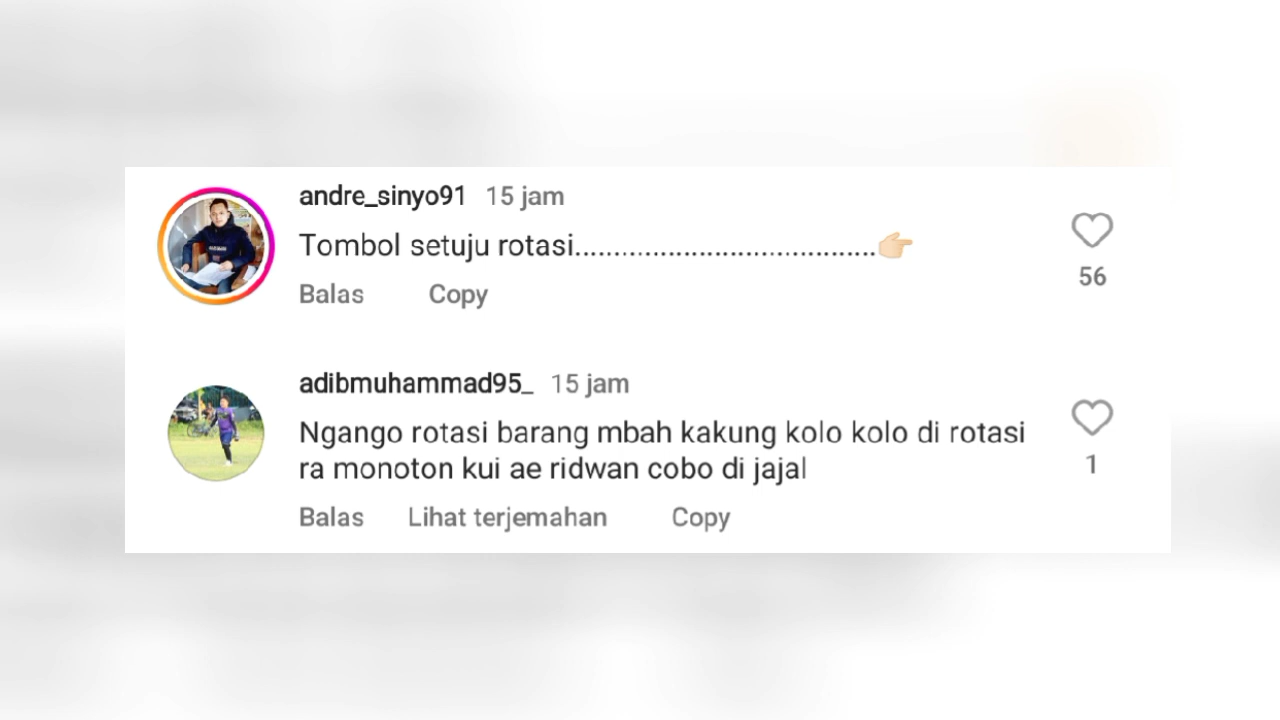 andre_sinyo91 15 jam
Tombol setuju rotasi.......................................👉🏼
56
Balas Copy
adibmuhammad95_ 15 jam
Ngango rotasi barang mbah kakung kolo kolo di rotasi
ra monoton kui ae ridwan cobo di jajal
1
Balas Lihat terjemahan Copy